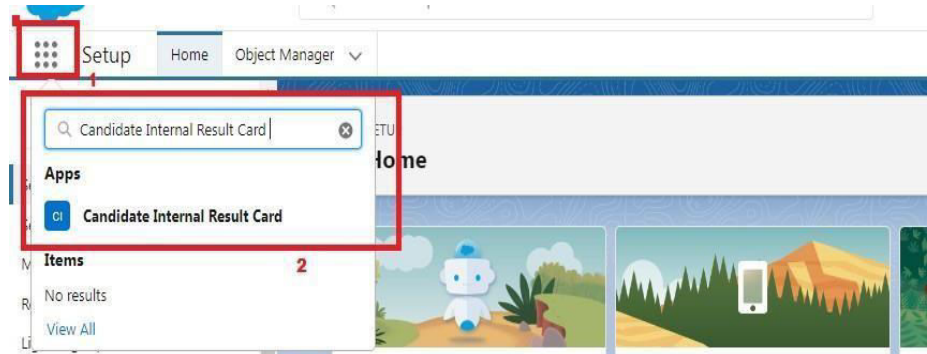 Setup Home Object Manager
1
Candidate Internal Result Card
ETU
Home
Apps
CI Candidate Internal Result Card
Items
2
No results
View All